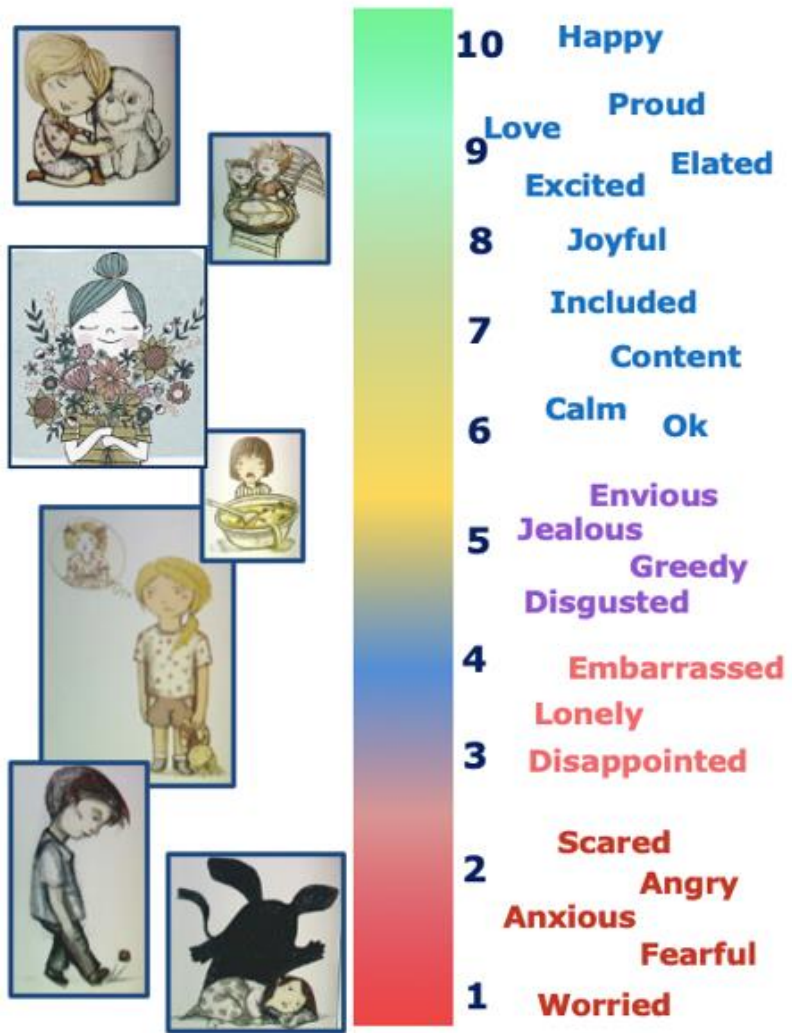 10 Happy
Proud
Love
9
Elated
Excited
8 Joyful
Included
7
Content
Calm
6 Ok
Envious
Jealous
5
Greedy
Disgusted
4
Embarrassed
Lonely
3 Disappointed
Scared
2
Angry
Anxious
Fearful
1 Worried